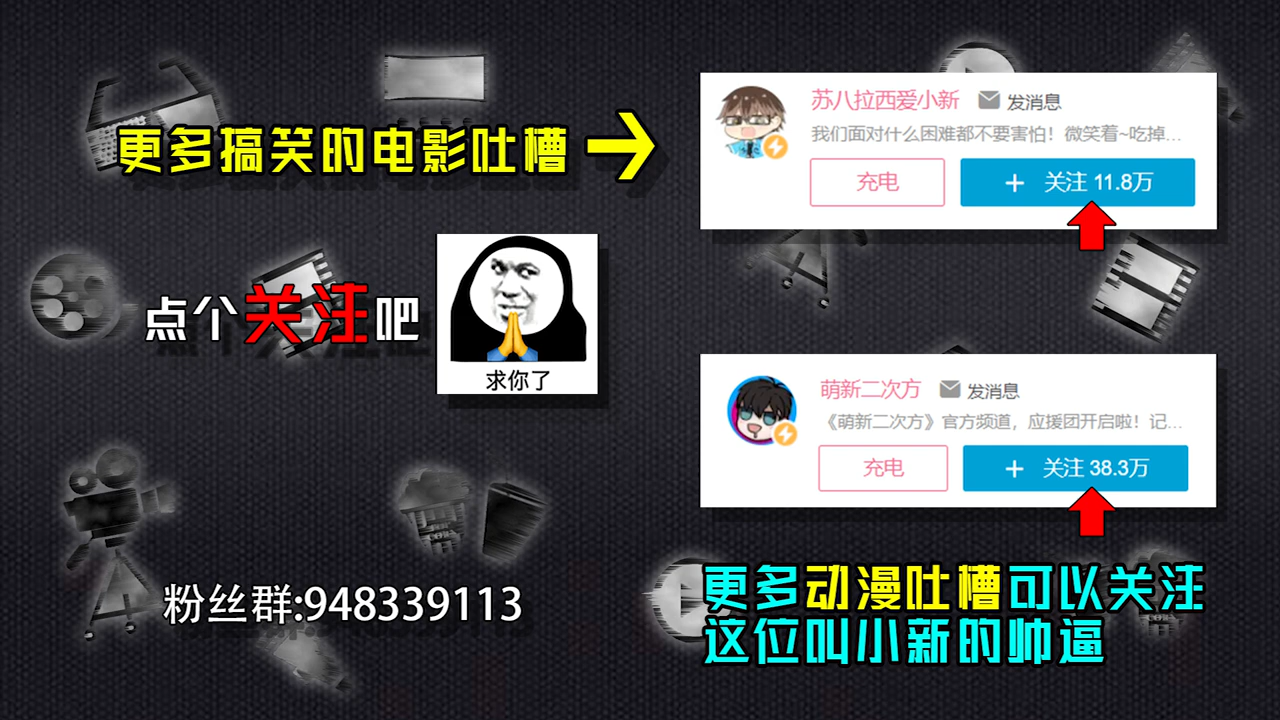 更多搞笑的电影吐槽
苏八拉西爱小新 发消息
我们面对什么困难都不要害怕！微笑着~吃掉...
充电 + 关注 11.8万
点个关注吧
求你了
萌新二次方 发消息
《萌新二次方》官方频道，应援团开启啦！记...
充电 + 关注 38.3万
粉丝群:948339113
更多动漫吐槽可以关注
这位叫小新的帅逼